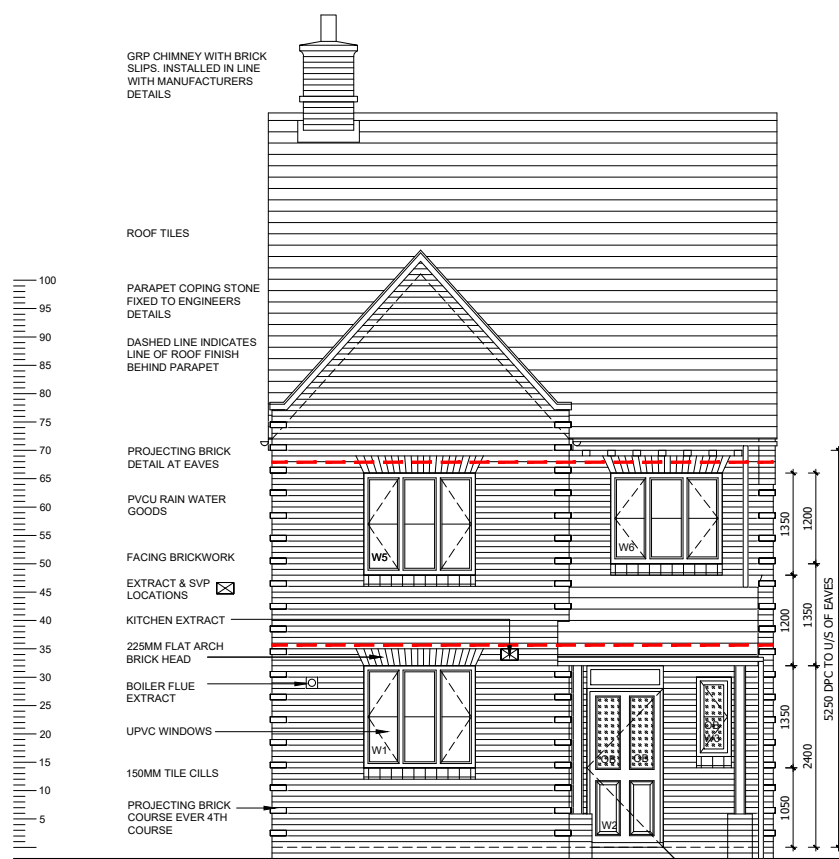 GRP CHIMNEY WITH BRICK
SLIPS. INSTALLED IN LINE
WITH MANUFACTURERS
DETAILS
ROOF TILES
PARAPET COPING STONE
FIXED TO ENGINEERS
DETAILS
DASHED LINE INDICATES
LINE OF ROOF FINISH
BEHIND PARAPET
PROJECTING BRICK
DETAIL AT EAVES
PVCU RAIN WATER
GOODS
FACING BRICKWORK
EXTRACT & SVP
LOCATIONS
KITCHEN EXTRACT
225MM FLAT ARCH
BRICK HEAD
BOILER FLUE
EXTRACT
UPVC WINDOWS
150MM TILE CILLS
PROJECTING BRICK
COURSE EVER 4TH
COURSE
100
95
90
85
80
75
70
65
60
55
50
45
40
35
30
25
20
15
10
5
W5
W6
W1
W2
OB
OB
OB
1350
1200
1350
1050
1200
1350
2400
5250 DPC TO U/S OF EAVES